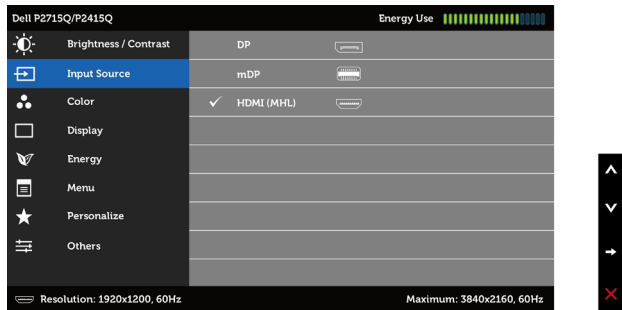 Dell P2715Q/P2415Q Energy Use
Brightness / Contrast DP
Input Source mDP
Color HDMI (MHL)
Display
Energy
Menu
Personalize
Others
Resolution: 1920x1200, 60Hz Maximum: 3840x2160, 60Hz